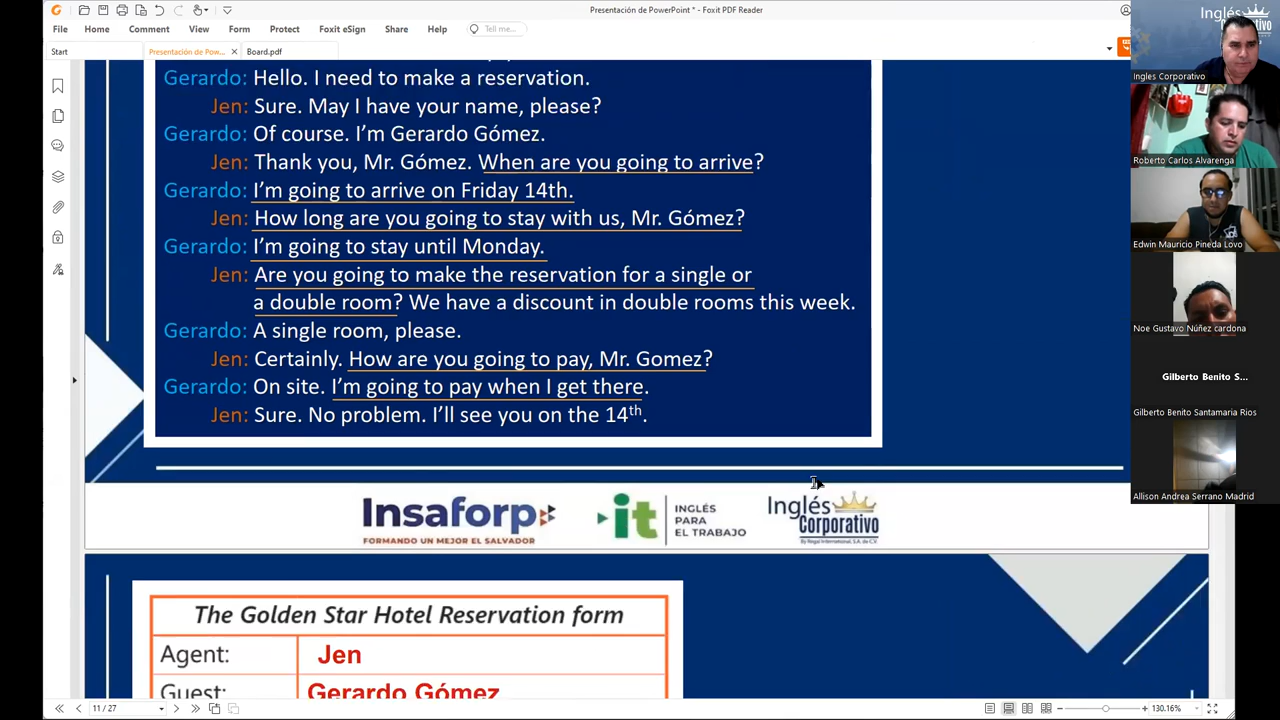 Presentación de PowerPoint * - Foxit PDF Reader
File Home Comment View Form Protect Foxit eSign Share Help Tell me...
Start Presentación de Pow... Board.pdf
Gerardo: Hello. I need to make a reservation.
Jen: Sure. May I have your name, please?
Gerardo: Of course. I'm Gerardo Gómez.
Jen: Thank you, Mr. Gómez. When are you going to arrive?
Gerardo: I'm going to arrive on Friday 14th.
Jen: How long are you going to stay with us, Mr. Gómez?
Gerardo: I'm going to stay until Monday.
Jen: Are you going to make the reservation for a single or
a double room? We have a discount in double rooms this week.
Gerardo: A single room, please.
Jen: Certainly. How are you going to pay, Mr. Gomez?
Gerardo: On site. I'm going to pay when I get there.
Jen: Sure. No problem. I'll see you on the 14th.
Insaforp
FORMANDO UN MEJOR EL SALVADOR
it
INGLÉS
PARA
EL TRABAJO
Inglés
Corporativo
By Regal International, S.A. de C.V.
The Golden Star Hotel Reservation form
Agent: Jen
Guest: Gerardo Gómez
11 / 27
130.16%
Inglés
Ingles Corporativo
Roberto Carlos Alvarenga
Edwin Mauricio Pineda Lovo
Noe Gustavo Núñez cardona
Gilberto Benito S...
Gilberto Benito Santamaria Rios
Allison Andrea Serrano Madrid